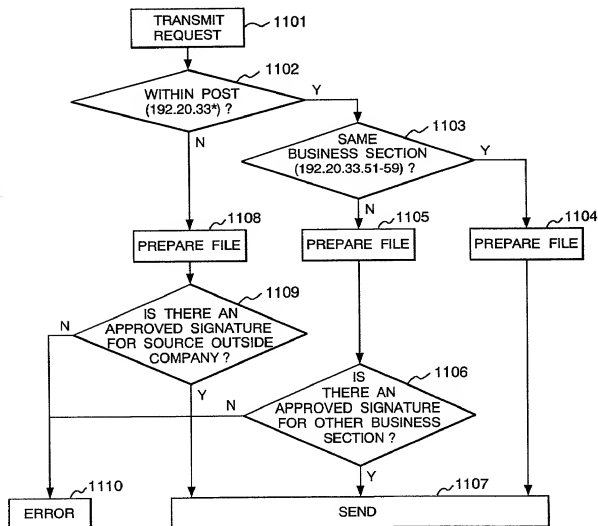 TRANSMIT
REQUEST
1101
WITHIN POST
(192.20.33*) ?
1102
Y
N
SAME
BUSINESS SECTION
(192.20.33.51-59) ?
1103
Y
N
PREPARE FILE
1108
PREPARE FILE
1105
PREPARE FILE
1104
IS THERE AN
APPROVED SIGNATURE
FOR SOURCE OUTSIDE
COMPANY ?
1109
N
Y
IS
THERE AN
APPROVED SIGNATURE
FOR OTHER BUSINESS
SECTION ?
1106
N
Y
ERROR
1110
SEND
1107